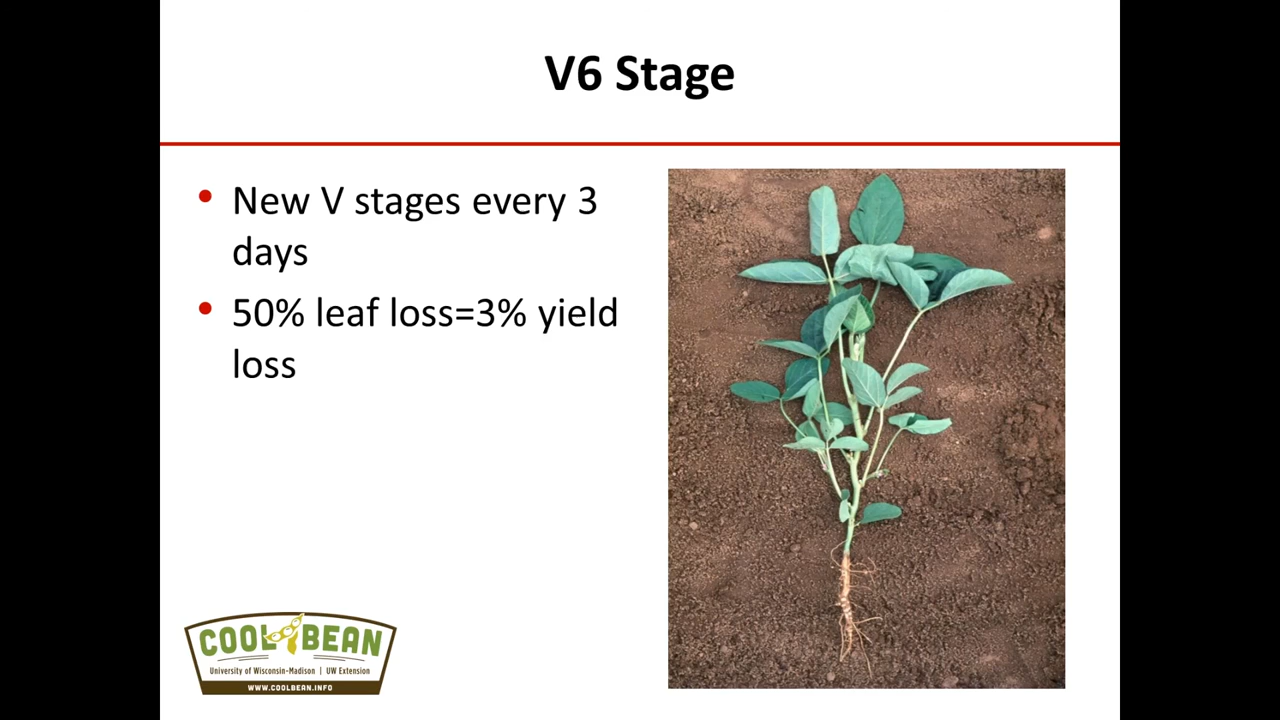 V6 Stage
• New V stages every 3
days
• 50% leaf loss=3% yield
loss
COOL BEAN
University of Wisconsin-Madison | UW Extension
WWW.COOLBEAN.INFO